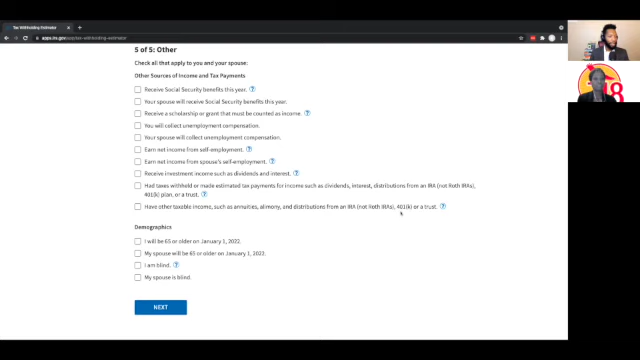 Tax Withholding Estimator
apps.irs.gov/app/tax-withholding-estimator
5 of 5: Other
Check all that apply to you and your spouse:
Other Sources of Income and Tax Payments
Receive Social Security benefits this year.
Your spouse will receive Social Security benefits this year.
Receive a scholarship or grant that must be counted as income.
You will collect unemployment compensation.
Your spouse will collect unemployment compensation.
Earn net income from self-employment.
Earn net income from spouse's self-employment.
Receive investment income such as dividends and interest.
Had taxes withheld or made estimated tax payments for income such as dividends, interest, distributions from an IRA (not Roth IRAs),
401(k) plan, or a trust.
Have other taxable income, such as annuities, alimony, and distributions from an IRA (not Roth IRAs), 401(k) or a trust.
Demographics
I will be 65 or older on January 1, 2022.
My spouse will be 65 or older on January 1, 2022.
I am blind.
My spouse is blind.
NEXT